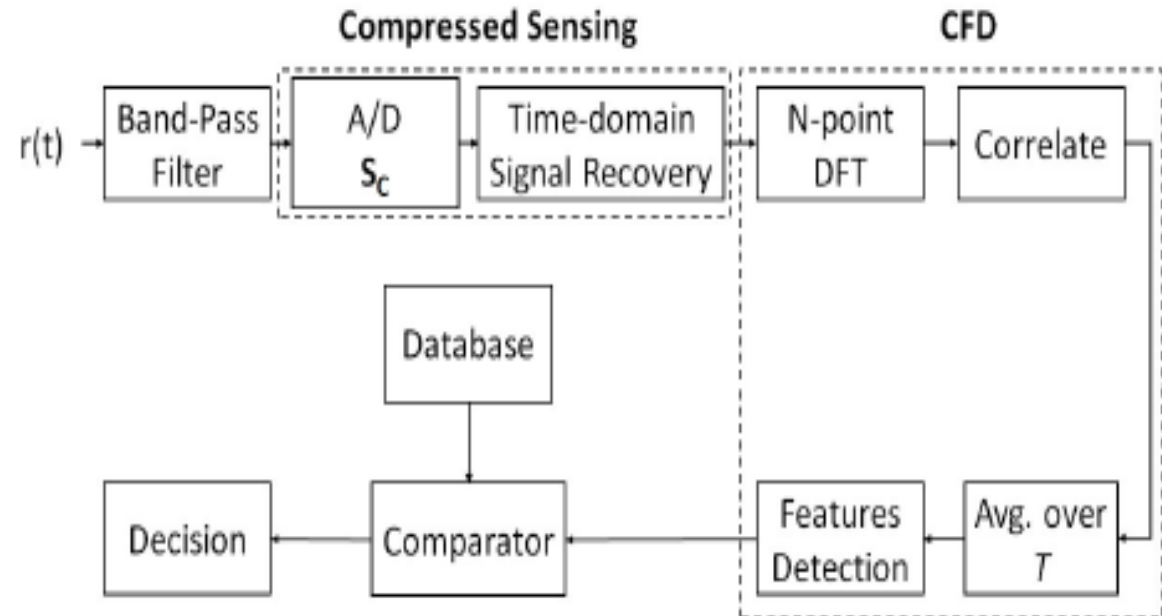 Compressed Sensing
CFD
r(t)
Band-Pass
Filter
A/D
Sc
Time-domain
Signal Recovery
N-point
DFT
Correlate
Database
Decision
Comparator
Features
Detection
Avg. over
T